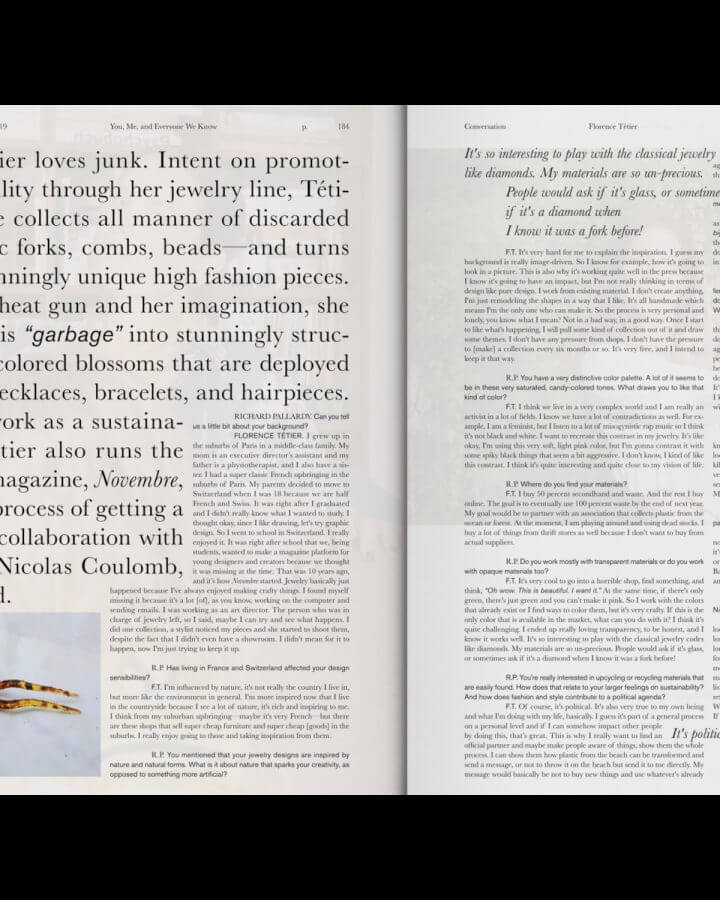 19
You, Me, and Everyone We Know
p.
184
ier loves junk. Intent on promot-
lity through her jewelry line, Téti-
e collects all manner of discarded
c forks, combs, beads—and turns
nningly unique high fashion pieces.
heat gun and her imagination, she
is “garbage” into stunningly struc-
colored blossoms that are deployed
ecklaces, bracelets, and hairpieces.
work as a sustaina-
tier also runs the
magazine, Novembre,
process of getting a
collaboration with
Nicolas Coulomb,
d.
RICHARD PALLARDY. Can you tell
us a little bit about your background?
FLORENCE TÉTIER. I grew up in
the suburbs of Paris in a middle-class family. My
mom is an executive director's assistant and my
father is a physiotherapist, and I also have a sis-
ter. I had a super classic French upbringing in the
suburbs of Paris. My parents decided to move to
Switzerland when I was 18 because we are half
French and Swiss. It was right after I graduated
and I didn't really know what I wanted to study. I
thought okay, since I like drawing, let's try graphic
design. So I went to school in Switzerland. I really
enjoyed it. It was right after school that we, being
students, wanted to make a magazine platform for
young designers and creators because we thought
it was missing at the time. That was 10 years ago,
and it's how Novembre started. Jewelry basically just
happened because I've always enjoyed making crafty things. I found myself
missing it because it's a lot [of], as you know, working on the computer and
sending emails. I was working as an art director. The person who was in
charge of jewelry left, so I said, maybe I can try and see what happens. I
did one collection, a stylist noticed my pieces and she started to shoot them,
despite the fact that I didn't even have a showroom. I didn't mean for it to
happen, now I'm just trying to keep it up.
R.P. Has living in France and Switzerland affected your design
sensibilities?
F.T. I'm influenced by nature, it's not really the country I live in,
but more like the environment in general. I'm more inspired now that I live
in the countryside because I see a lot of nature, it's rich and inspiring to me.
I think from my suburban upbringing—maybe it's very French—but there
are these shops that sell super cheap furniture and super cheap [goods] in the
suburbs. I really enjoy going to those and taking inspiration from them.
R.P. You mentioned that your jewelry designs are inspired by
nature and natural forms. What is it about nature that sparks your creativity, as
opposed to something more artificial?
Conversation
Florence Tétier
It's so interesting to play with the classical jewelry
like diamonds. My materials are so un-precious.
People would ask if it's glass, or sometime
if it's a diamond when
I know it was a fork before!
F.T. It's very hard for me to explain the inspiration. I guess my
background is really image-driven. So I know for example, how it's going to
look in a picture. This is also why it's working quite well in the press because
I know it's going to have an impact, but I'm not really thinking in terms of
design like pure design. I work from existing material. I don't create anything,
I'm just remodeling the shapes in a way that I like. It's all handmade which
means I'm the only one who can make it. So the process is very personal and
lonely, you know what I mean? Not in a bad way, in a good way. Once I start
to like what's happening, I will pull some kind of collection out of it and draw
some themes. I don't have any pressure from shops. I don't have the pressure
to [make] a collection every six months or so. It's very free, and I intend to
keep it that way.
R.P. You have a very distinctive color palette. A lot of it seems to
be in these very saturated, candy-colored tones. What draws you to like that
kind of color?
F.T. I think we live in a very complex world and I am really an
activist in a lot of fields. I know we have a lot of contradictions as well. For ex-
ample, I am a feminist, but I listen to a lot of misogynistic rap music so I think
it's not black and white. I want to recreate this contrast in my jewelry. It's like
okay, I'm using this very soft, light pink color, but I'm gonna contrast it with
some spiky black things that seem a bit aggressive. I don't know, I kind of like
this contrast. I think it's quite interesting and quite close to my vision of life.
R.P. Where do you find your materials?
F.T. I buy 50 percent secondhand and waste. And the rest I buy
online. The goal is to eventually use 100 percent waste by the end of next year.
My goal would be to partner with an association that collects plastic from the
ocean or forest. At the moment, I am playing around and using dead stocks. I
buy a lot of things from thrift stores as well because I don't want to buy from
actual suppliers.
R.P. Do you work mostly with transparent materials or do you work
with opaque materials too?
F.T. It's very cool to go into a horrible shop, find something, and
think, “Oh wow. This is beautiful. I want it.” At the same time, if there's only
green, there's just green and you can't make it pink. So I work with the colors
that already exist or I find ways to color them, but it's very crafty. If this is the
only color that is available in the market, what can you do with it? I think it's
quite challenging. I ended up really loving transparency, to be honest, and I
know it works well. It's so interesting to play with the classical jewelry codes
like diamonds. My materials are so un-precious. People would ask if it's glass,
or sometimes ask if it's a diamond when I know it was a fork before!
R.P. You're really interested in upcycling or recycling materials that
are easily found. How does that relate to your larger feelings on sustainability?
And how does fashion and style contribute to a political agenda?
F.T. Of course, it's political. It's also very true to my own being
and what I'm doing with my life, basically. I guess it's part of a general process
on a personal level and if I can somehow impact other people
by doing this, that's great. This is why I really want to find an
official partner and maybe make people aware of things, show them the whole
process. I can show them how plastic from the beach can be transformed and
send a message, or not to throw it on the beach but send it to me directly. My
message would basically be not to buy new things and use whatever's already
It's politic